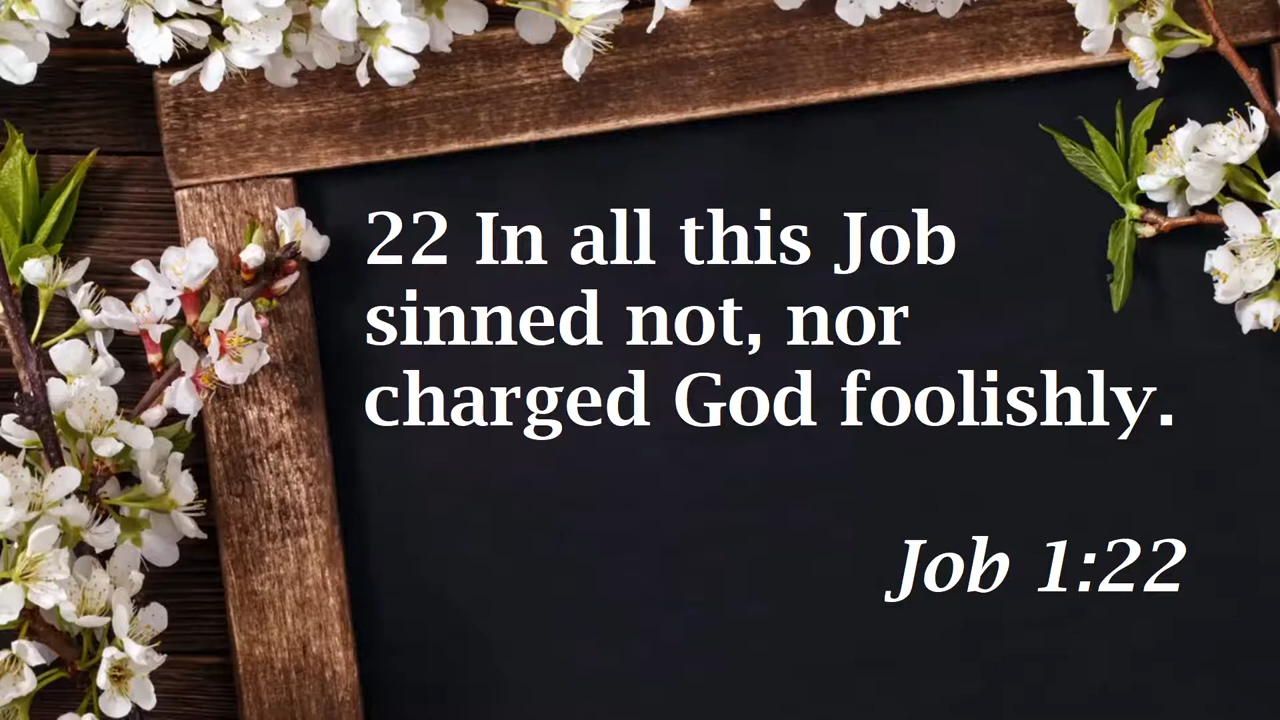 22 In all this Job
sinned not, nor
charged God foolishly.
Job 1:22